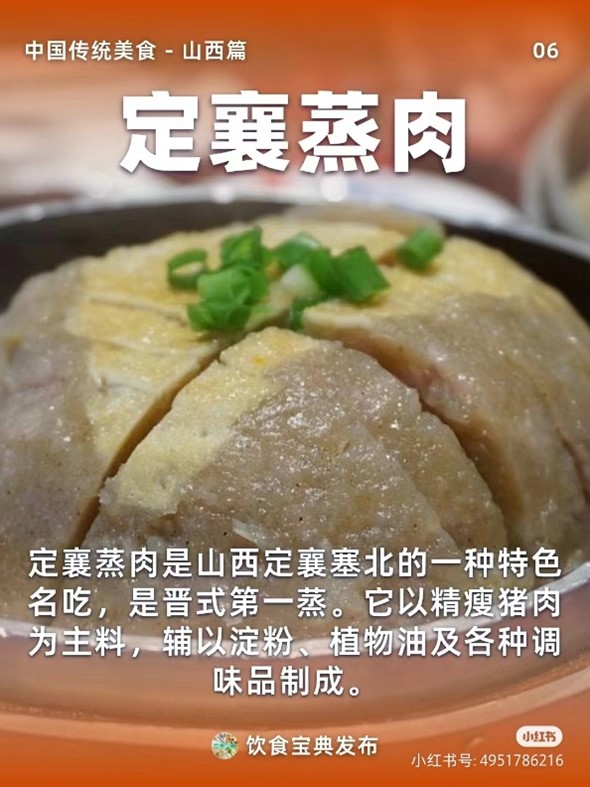 中国传统美食 - 山西篇
06
定襄蒸肉
定襄蒸肉是山西定襄塞北的一种特色
名吃，是晋式第一蒸。它以精瘦猪肉
为主料，辅以淀粉、植物油及各种调
味品制成。
饮食宝典发布
小红书
小红书号: 4951786216